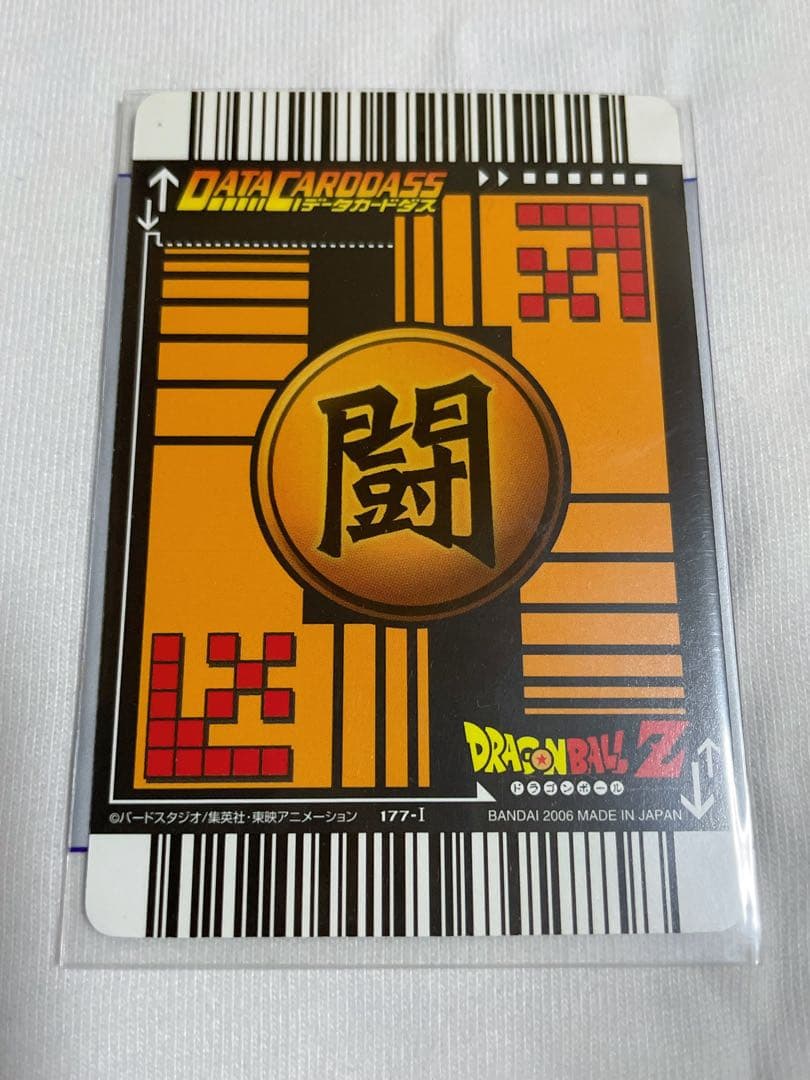 DATA CARDDASS
データカードダス
闘
DRAGON BALL Z
ドラゴンボール
©バードスタジオ/集英社・東映アニメーション 177-I BANDAI 2006 MADE IN JAPAN